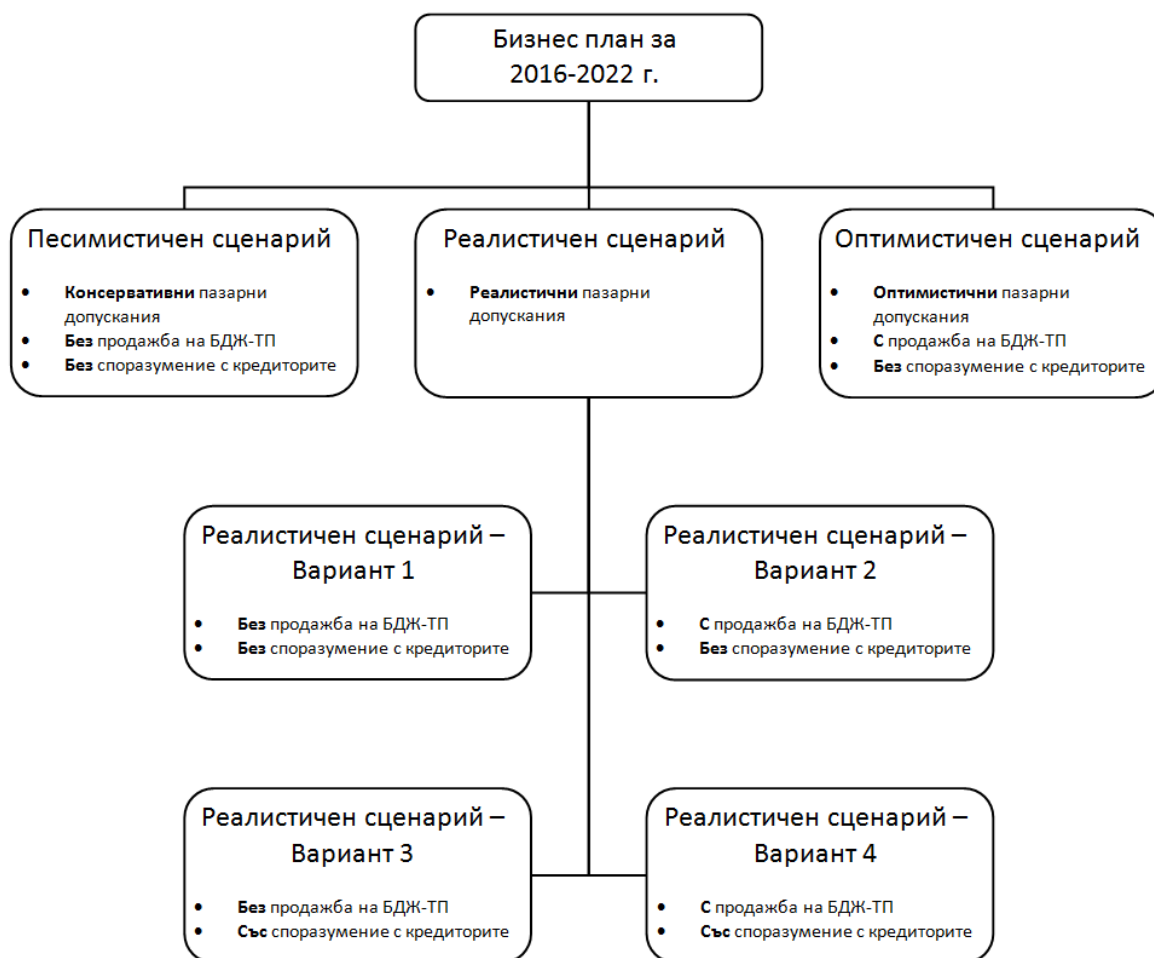 Бизнес план за
2016-2022 г.
Песимистичен сценарий
• Консервативни пазарни
допускания
• Без продажба на БДЖ-ТП
• Без споразумение с кредиторите
Реалистичен сценарий
• Реалистични пазарни
допускания
Оптимистичен сценарий
• Оптимистични пазарни
допускания
• С продажба на БДЖ-ТП
• Без споразумение с кредиторите
Реалистичен сценарий –
Вариант 1
• Без продажба на БДЖ-ТП
• Без споразумение с кредиторите
Реалистичен сценарий –
Вариант 2
• С продажба на БДЖ-ТП
• Без споразумение с кредиторите
Реалистичен сценарий –
Вариант 3
• Без продажба на БДЖ-ТП
• Със споразумение с кредиторите
Реалистичен сценарий –
Вариант 4
• С продажба на БДЖ-ТП
• Със споразумение с кредиторите